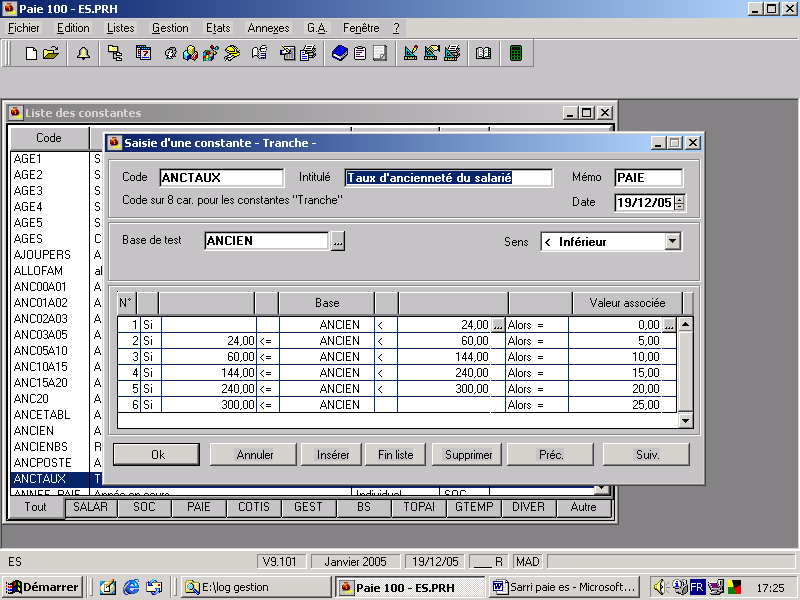 Paie 100 - ES.PRH
Fichier Edition Listes Gestion Etats Annexes G.A. Fenêtre ?
Liste des constantes
Code
AGE1 S
AGE2 S
AGE3 S
AGE4 S
AGE5 S
AGES C
AJOUPERS A
ALLOFAM al
ANC00A01 A
ANC01A02 A
ANC02A03 A
ANC03A05 A
ANC05A10 A
ANC10A15 A
ANC15A20 A
ANC20 A
ANCETABL A
ANCIEN A
ANCIENBS R
ANCPOSTE A
ANCTAUX T
ANNEE_PAIE Année en cours Individuel SOC
Tout SALAR SOC PAIE COTIS GEST BS TOPAI GTEMP DIVER Autre
Saisie d'une constante - Tranche -
Code ANCTAUX Intitulé Taux d'ancienneté du salarié Mémo PAIE
Code sur 8 car. pour les constantes "Tranche" Date 19/12/05
Base de test ANCIEN ... Sens < Inférieur
N° Base Valeur associée
1 Si ANCIEN < 24,00 ... Alors = 0,00 ...
2 Si 24,00 <= ANCIEN < 60,00 Alors = 5,00
3 Si 60,00 <= ANCIEN < 144,00 Alors = 10,00
4 Si 144,00 <= ANCIEN < 240,00 Alors = 15,00
5 Si 240,00 <= ANCIEN < 300,00 Alors = 20,00
6 Si 300,00 <= ANCIEN Alors = 25,00
Ok Annuler Insérer Fin liste Supprimer Préc. Suiv.
ES V9.101 Janvier 2005 19/12/05 ___ R MAD
Démarrer E:\log gestion Paie 100 - ES.PRH Sarri paie es - Microsoft... FR 17:25